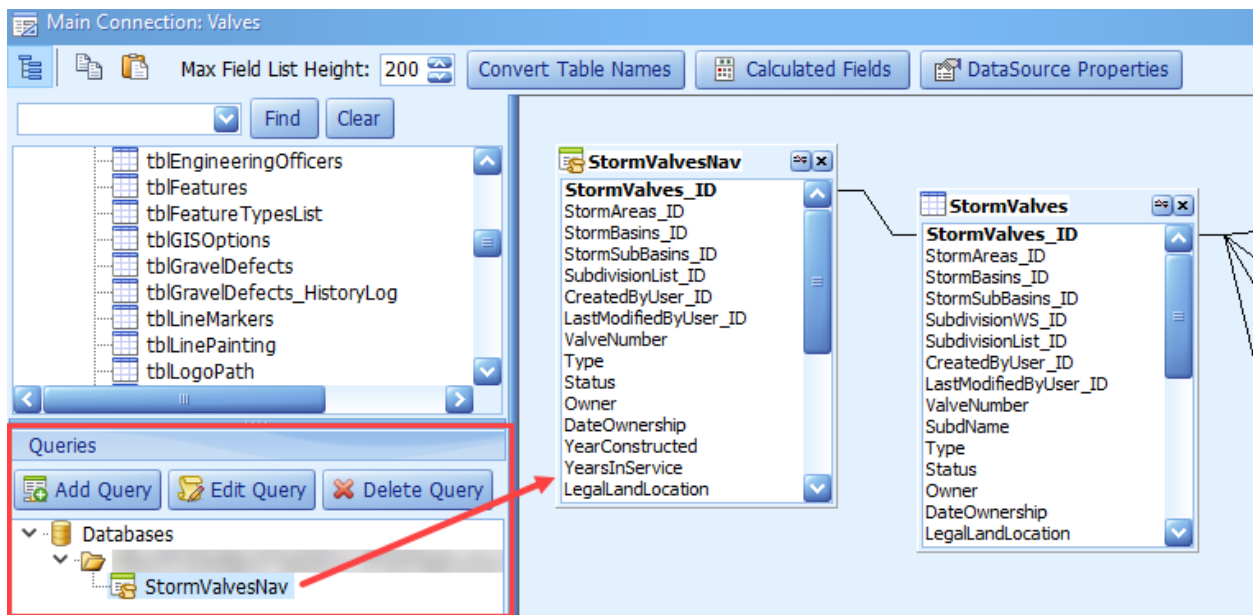 Main Connection: Valves
Max Field List Height: 200 Convert Table Names Calculated Fields DataSource Properties
Find Clear
tblEngineeringOfficers
tblFeatures
tblFeatureTypesList
tblGISOptions
tblGravelDefects
tblGravelDefects_HistoryLog
tblLineMarkers
tblLinePainting
tblLogoPath
Queries
Add Query Edit Query Delete Query
Databases
StormValvesNav
StormValvesNav
StormValves_ID
StormAreas_ID
StormBasins_ID
StormSubBasins_ID
SubdivisionList_ID
CreatedByUser_ID
LastModifiedByUser_ID
ValveNumber
Type
Status
Owner
DateOwnership
YearConstructed
YearsInService
LegalLandLocation
StormValves
StormValves_ID
StormAreas_ID
StormBasins_ID
StormSubBasins_ID
SubdivisionWS_ID
SubdivisionList_ID
CreatedByUser_ID
LastModifiedByUser_ID
ValveNumber
SubdName
Type
Status
Owner
DateOwnership
LegalLandLocation